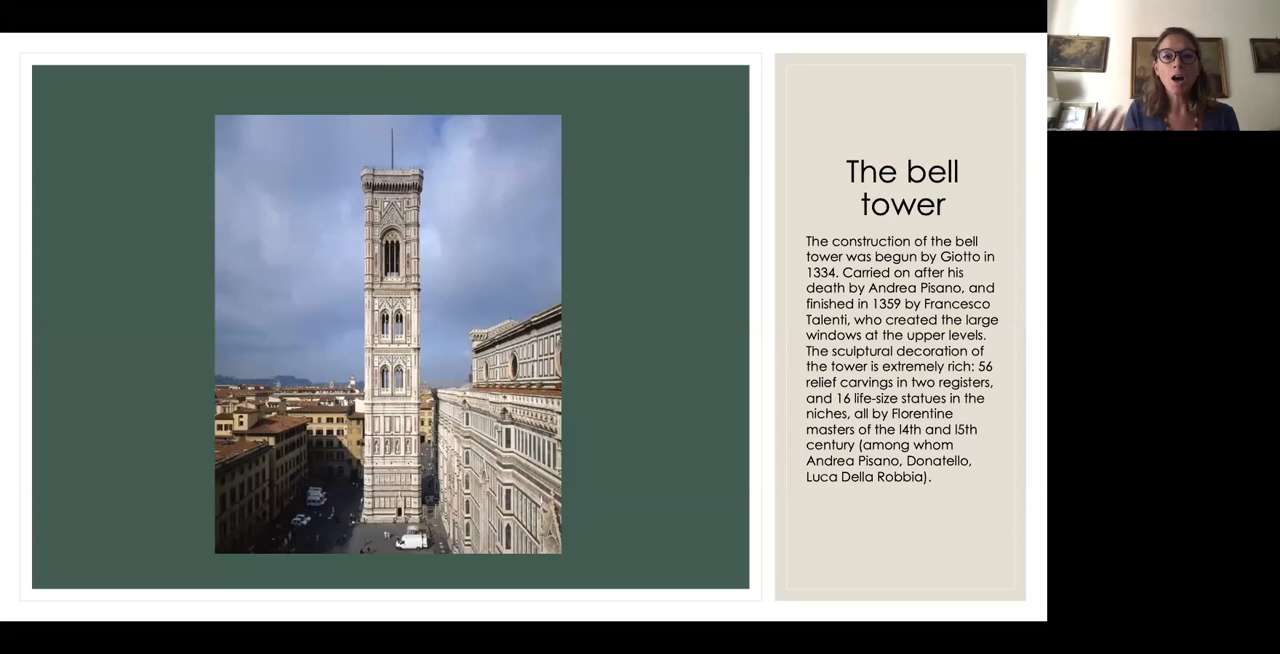 The bell
tower
The construction of the bell
tower was begun by Giotto in
1334. Carried on after his
death by Andrea Pisano, and
finished in 1359 by Francesco
Talenti, who created the large
windows at the upper levels.
The sculptural decoration of
the tower is extremely rich: 56
relief carvings in two registers,
and 16 life-size statues in the
niches, all by Florentine
masters of the l4th and l5th
century (among whom
Andrea Pisano, Donatello,
Luca Della Robbia).